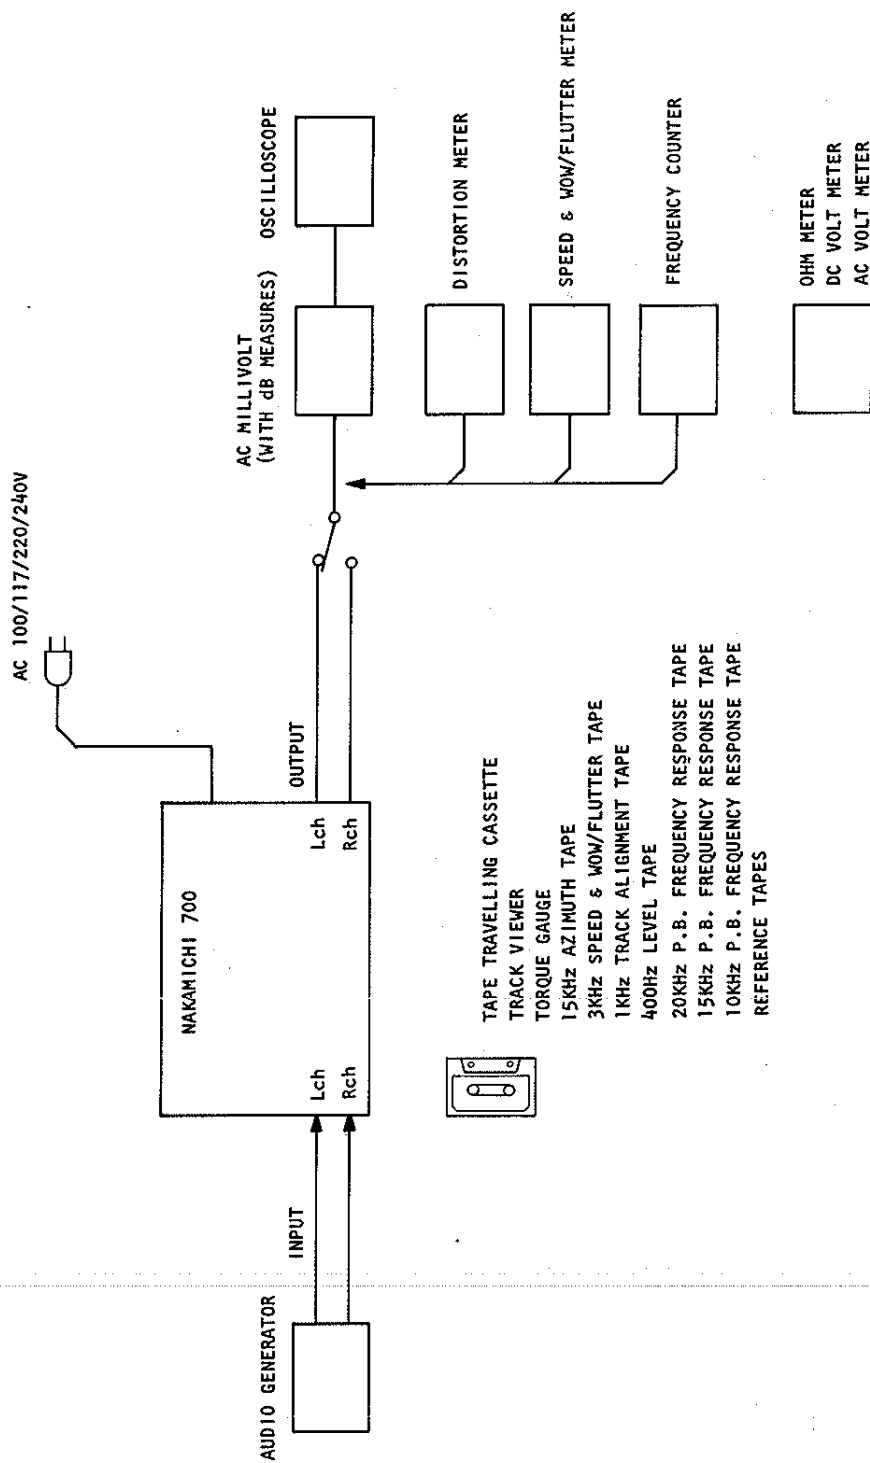 AC 100/117/220/240V
AUDIO GENERATOR
INPUT
NAKAMICHI 700
Lch
Rch
Lch
Rch
OUTPUT
AC MILLIVOLT
(WITH dB MEASURES)
OSCILLOSCOPE
DISTORTION METER
SPEED & WOW/FLUTTER METER
FREQUENCY COUNTER
OHM METER
DC VOLT METER
AC VOLT METER
TAPE TRAVELLING CASSETTE
TRACK VIEWER
TORQUE GAUGE
15KHz AZIMUTH TAPE
3KHz SPEED & WOW/FLUTTER TAPE
1KHz TRACK ALIGNMENT TAPE
400Hz LEVEL TAPE
20KHz P.B. FREQUENCY RESPONSE TAPE
15KHz P.B. FREQUENCY RESPONSE TAPE
10KHz P.B. FREQUENCY RESPONSE TAPE
REFERENCE TAPES